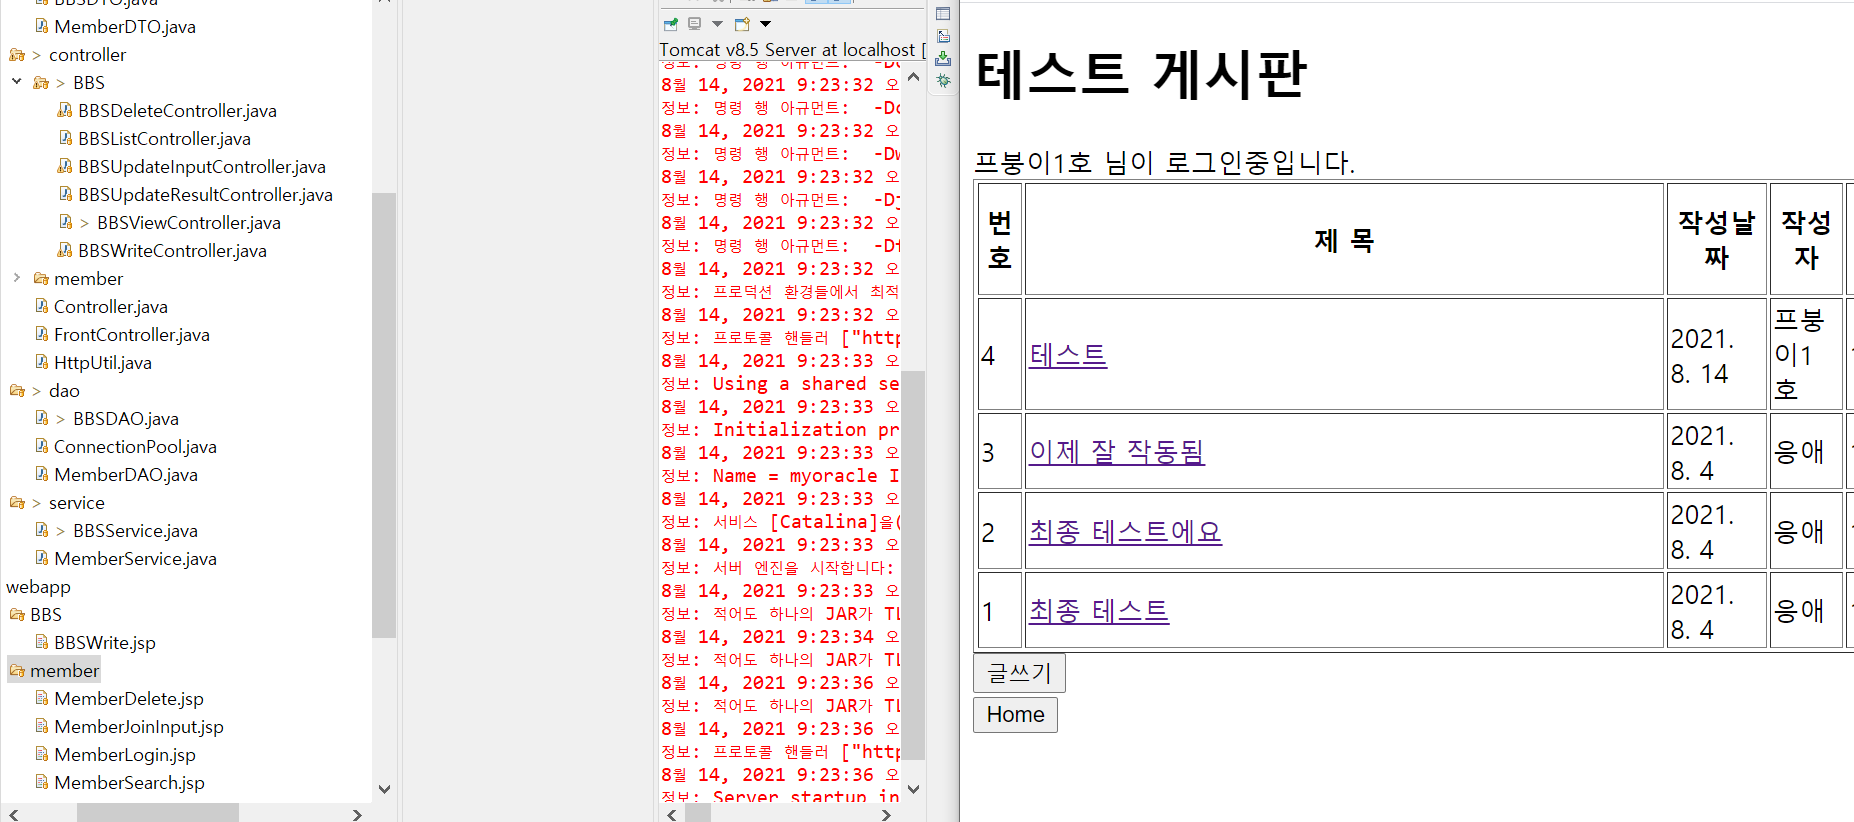 BBSDTO.java
MemberDTO.java
> controller
> BBS
BBSDeleteController.java
BBSListController.java
BBSUpdateInputController.java
BBSUpdateResultController.java
> BBSViewController.java
BBSWriteController.java
member
Controller.java
FrontController.java
HttpUtil.java
> dao
> BBSDAO.java
ConnectionPool.java
MemberDAO.java
> service
> BBSService.java
MemberService.java
webapp
BBS
BBSWrite.jsp
member
MemberDelete.jsp
MemberJoinInput.jsp
MemberLogin.jsp
MemberSearch.jsp
Tomcat v8.5 Server at localhost [
정보: 명령 행 아규먼트: -Dc
8월 14, 2021 9:23:32 오
정보: 명령 행 아규먼트: -Dc
8월 14, 2021 9:23:32 오
정보: 명령 행 아규먼트: -Dw
8월 14, 2021 9:23:32 오
정보: 명령 행 아규먼트: -Dj
8월 14, 2021 9:23:32 오
정보: 명령 행 아규먼트: -Df
8월 14, 2021 9:23:32 오
정보: 프로덕션 환경들에서 최적
8월 14, 2021 9:23:32 오
정보: 프로토콜 핸들러 ["http
8월 14, 2021 9:23:33 오
정보: Using a shared se
8월 14, 2021 9:23:33 오
정보: Initialization pr
8월 14, 2021 9:23:33 오
정보: Name = myoracle I
8월 14, 2021 9:23:33 오
정보: 서비스 [Catalina]을(
8월 14, 2021 9:23:33 오
정보: 서버 엔진을 시작합니다:
8월 14, 2021 9:23:33 오
정보: 적어도 하나의 JAR가 TL
8월 14, 2021 9:23:34 오
정보: 적어도 하나의 JAR가 TL
8월 14, 2021 9:23:36 오
정보: 적어도 하나의 JAR가 TL
8월 14, 2021 9:23:36 오
정보: 프로토콜 핸들러 ["http
8월 14, 2021 9:23:36 오
정보: Server startup in
테스트 게시판
프붕이1호 님이 로그인중입니다.
번호 제 목 작성날짜 작성자
4 테스트 2021. 8. 14 프붕이1호
3 이제 잘 작동됨 2021. 8. 4 응애
2 최종 테스트에요 2021. 8. 4 응애
1 최종 테스트 2021. 8. 4 응애
글쓰기
Home